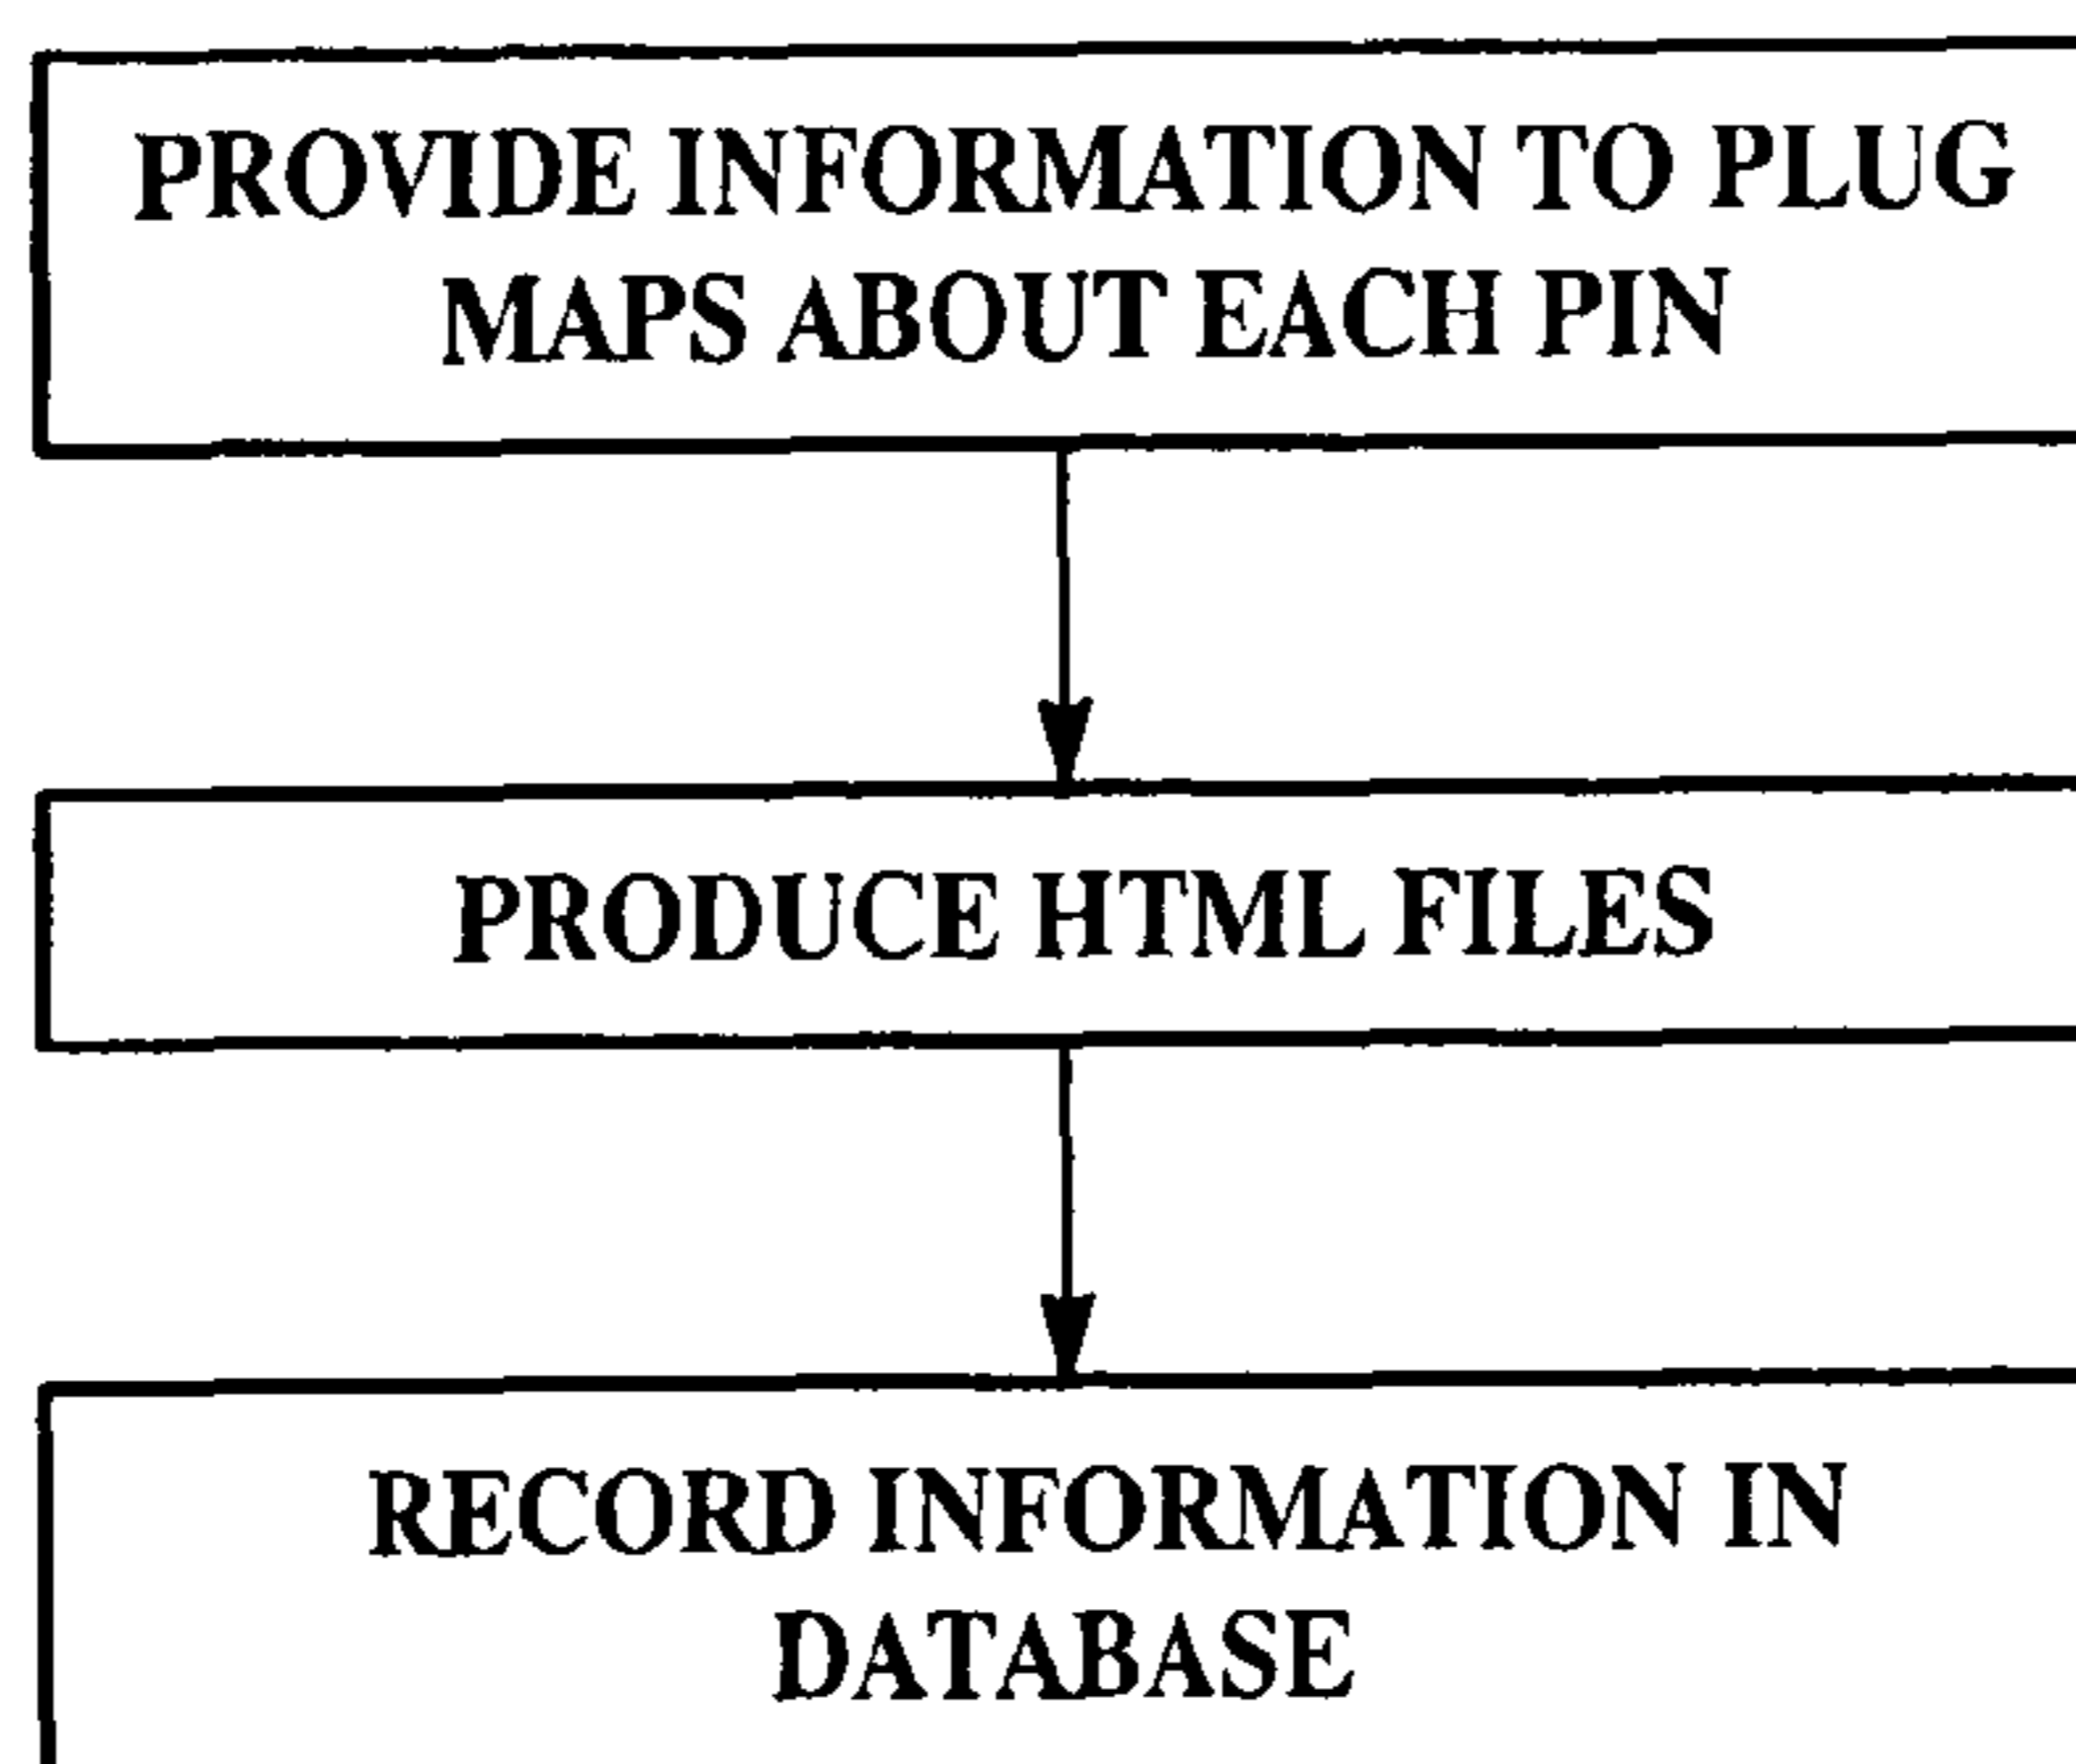 PROVIDE INFORMATION TO PLUG
MAPS ABOUT EACH PIN
PRODUCE HTML FILES
RECORD INFORMATION IN
DATABASE